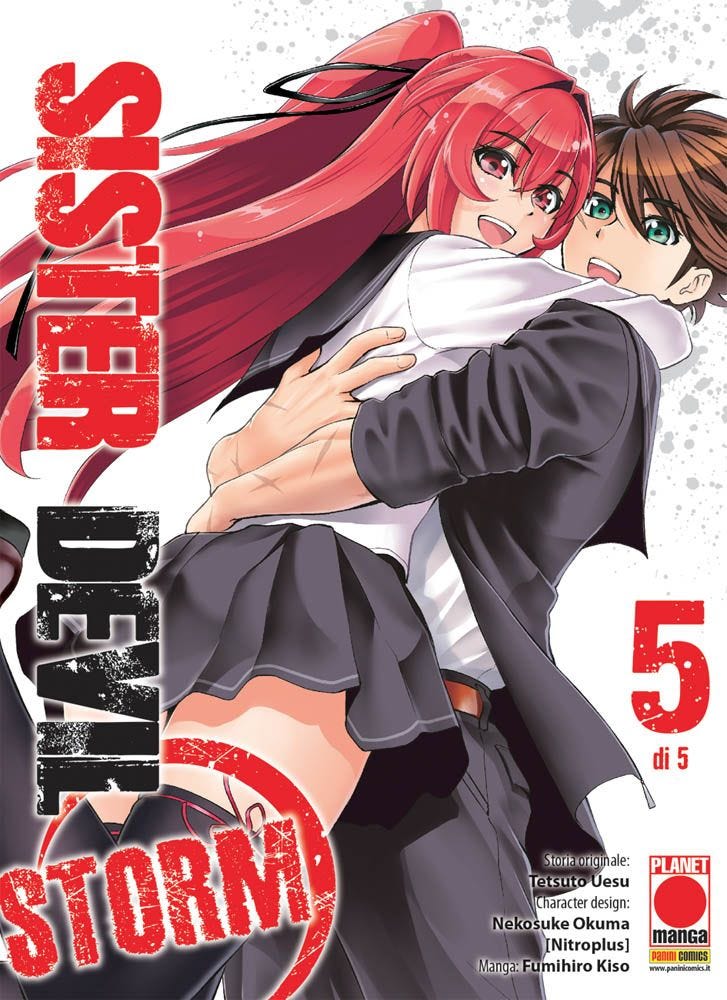 SISTER DEVIL
STORM
5
di 5
Storia originale:
Tetsuto Uesu
Character design:
Nekosuke Okuma
[Nitroplus]
Manga: Fumihiro Kiso
PLANET
manga
PANINI COMICS
www.paninicomics.it